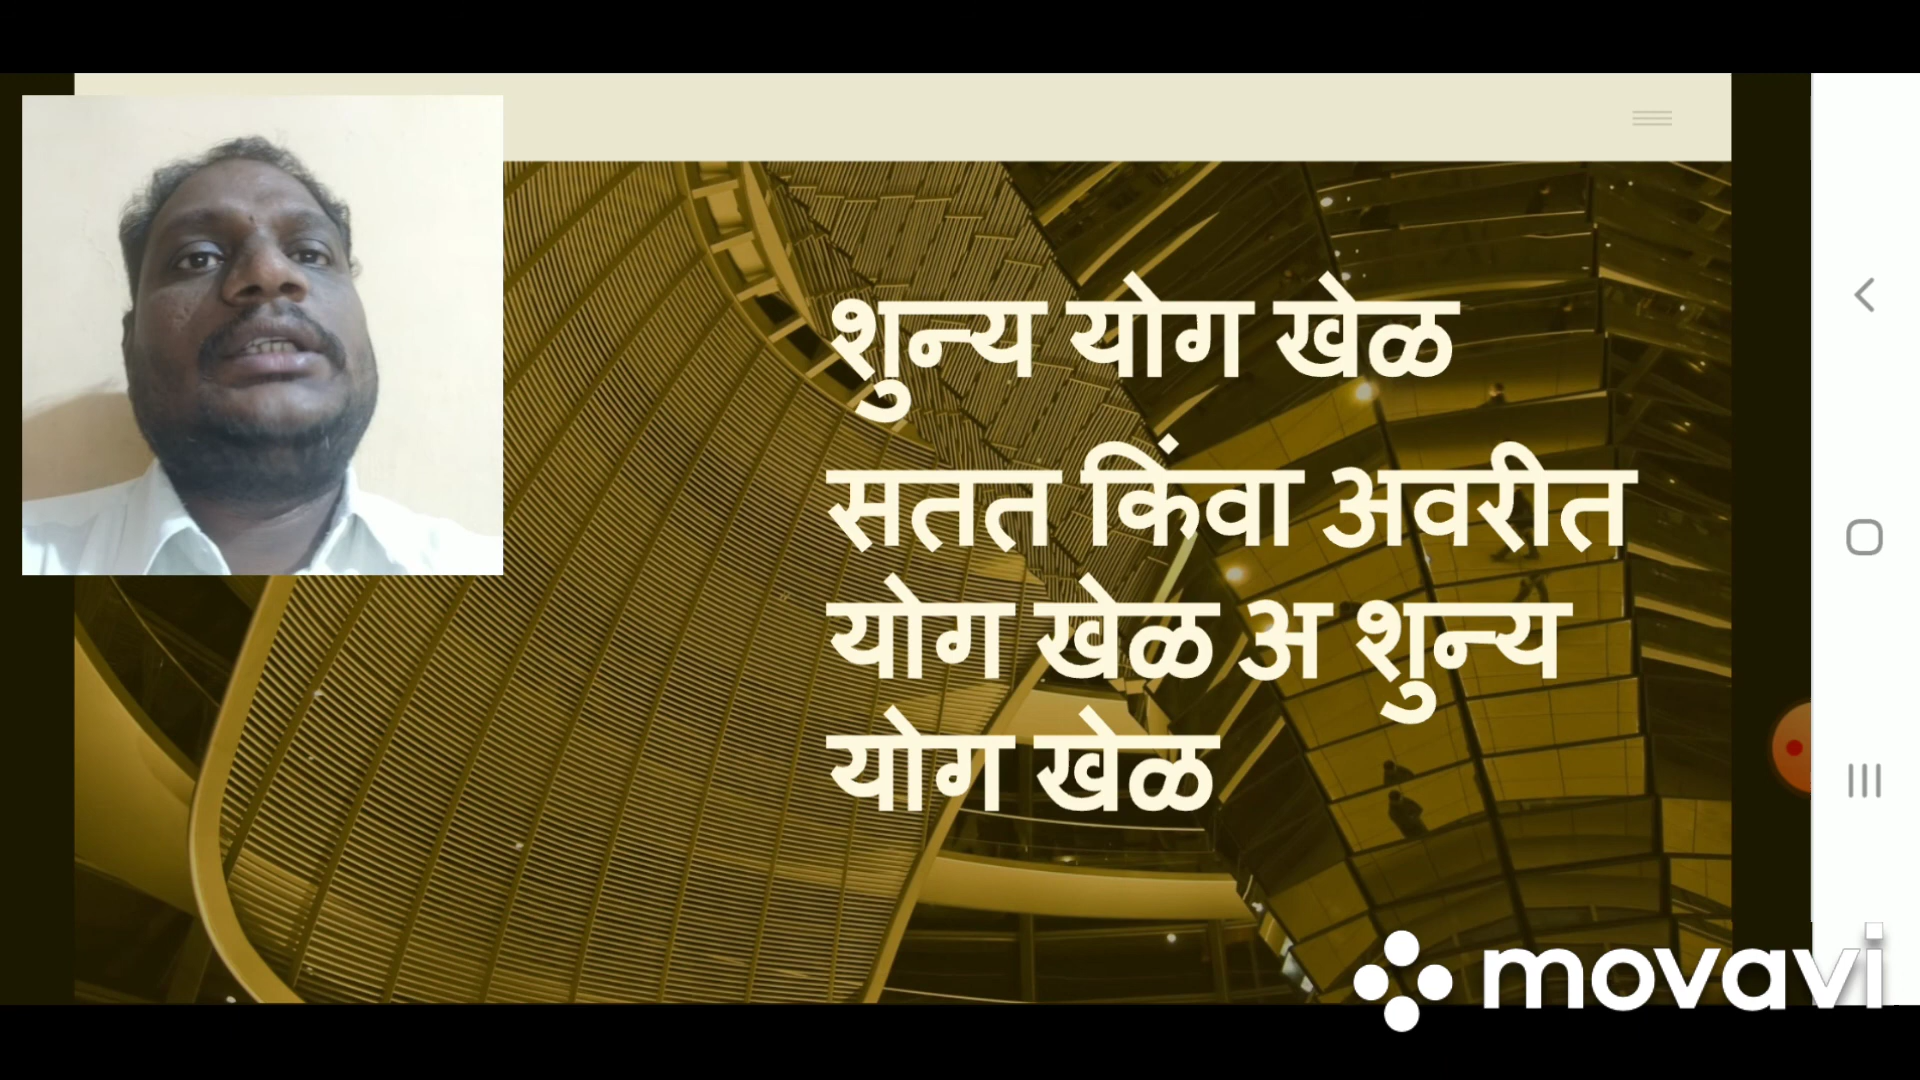 शुन्य योग खेळ
सतत किंवा अवरीत
योग खेळ अ शुन्य
योग खेळ
movavi